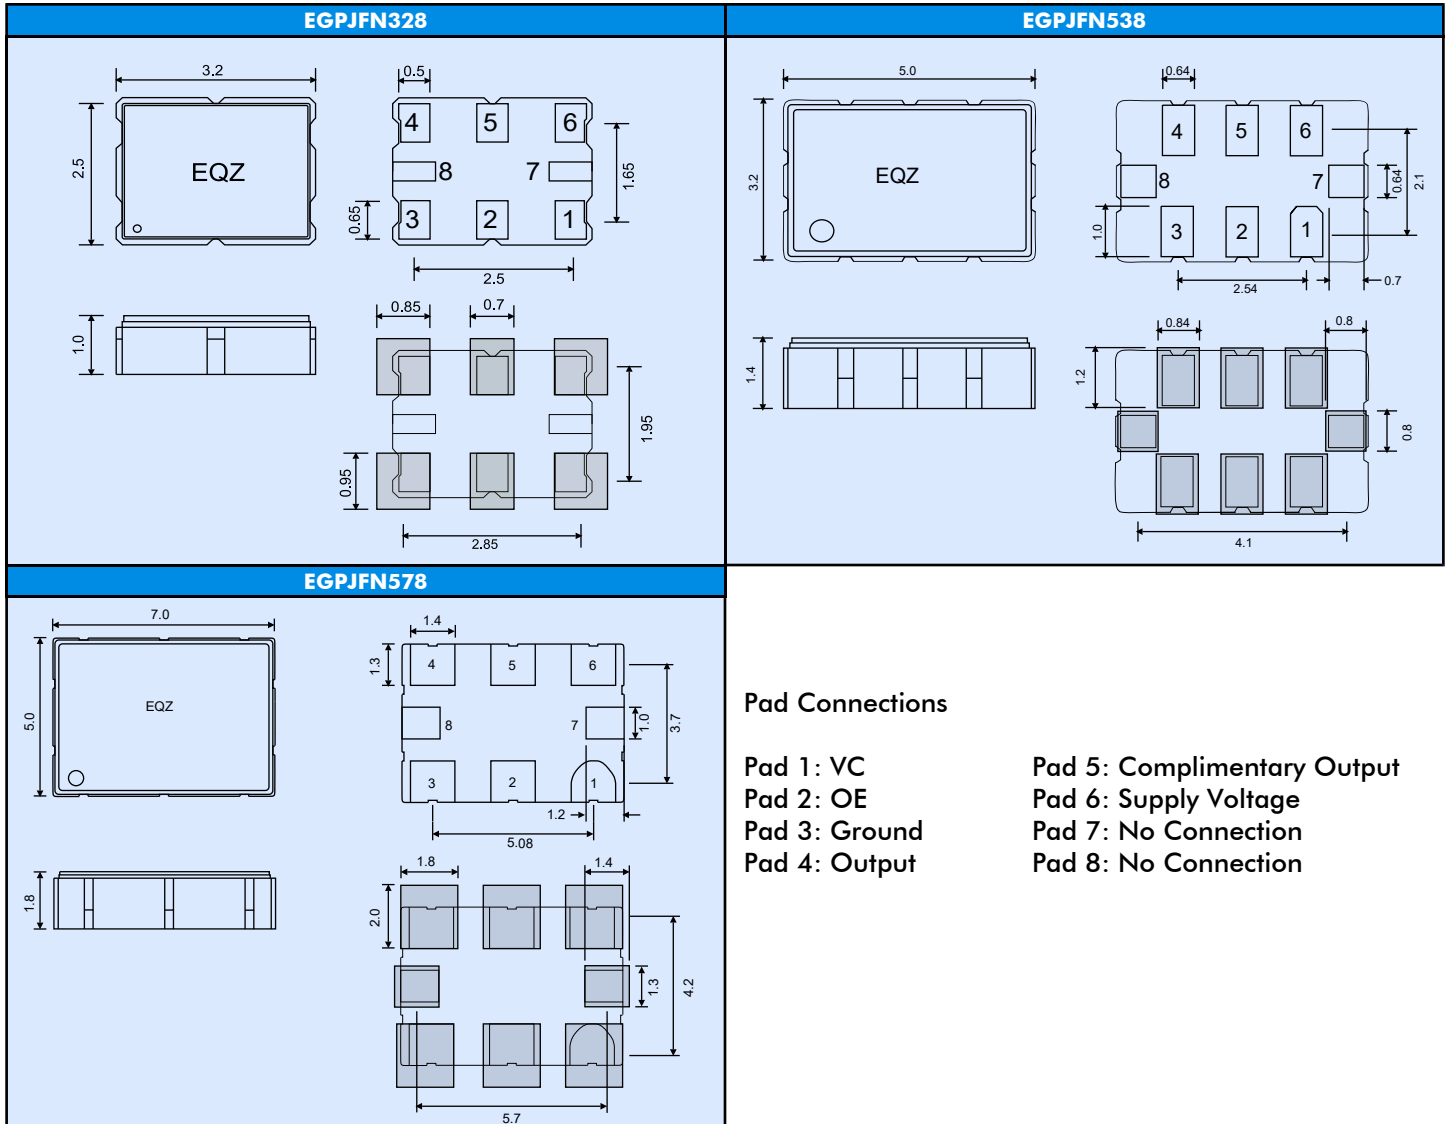 EGPJFN328
3.2
0.5
2.5
EQZ
4 5 6
8 7
3 2 1
1.65
0.65
2.5
1.0
0.85
0.7
1.95
0.95
2.85
EGPJFN538
5.0
0.64
3.2
EQZ
4 5 6
8 7
3 2 1
0.64
2.1
1.0
2.54
0.7
1.4
0.84
0.8
1.2
0.8
4.1
EGPJFN578
7.0
1.4
5.0
EQZ
1.3
4 5 6
8 7
3 2 1
1.0
3.7
1.2
5.08
1.8
1.8
1.4
2.0
1.3
4.2
5.7
Pad Connections
Pad 1: VC
Pad 2: OE
Pad 3: Ground
Pad 4: Output
Pad 5: Complimentary Output
Pad 6: Supply Voltage
Pad 7: No Connection
Pad 8: No Connection